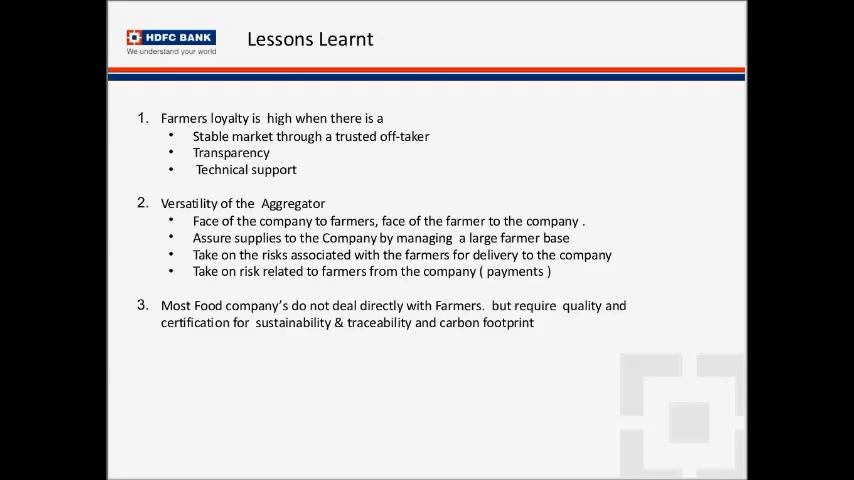 HDFC BANK
We understand your world
Lessons Learnt
1. Farmers loyalty is high when there is a
• Stable market through a trusted off-taker
• Transparency
• Technical support
2. Versatility of the Aggregator
• Face of the company to farmers, face of the farmer to the company .
• Assure supplies to the Company by managing a large farmer base
• Take on the risks associated with the farmers for delivery to the company
• Take on risk related to farmers from the company ( payments )
3. Most Food company's do not deal directly with Farmers. but require quality and
certification for sustainability & traceability and carbon footprint